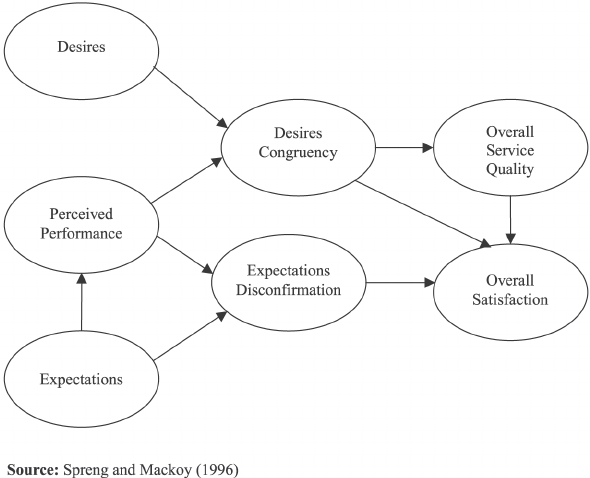 Desires
Desires
Congruency
Overall
Service
Quality
Perceived
Performance
Expectations
Disconfirmation
Overall
Satisfaction
Expectations
Source: Spreng and Mackoy (1996)